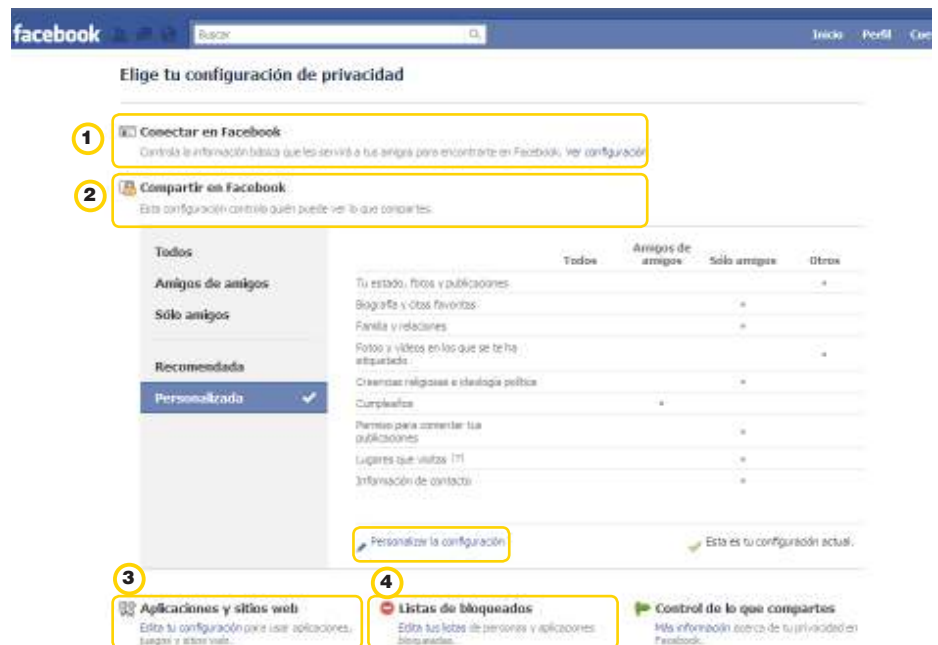 facebook
Buscar
Inicio Perfil Cue
Elige tu configuración de privacidad
1
Conectar en Facebook
Controla la información básica que les servirá a tus amigos para encontrarte en Facebook. Ver configuración
2
Compartir en Facebook
Esta configuración controla quién puede ver lo que compartes.
Todos
Amigos de amigos
Sólo amigos
Recomendada
Personalizada
Todos Amigos de amigos Sólo amigos Otros
Tu estado, fotos y publicaciones
Biografía y citas favoritas
Familia y relaciones
Fotos y vídeos en los que se te ha
etiquetado
Creencias religiosas e ideología política
Cumpleaños
Permiso para comentar tus
publicaciones
Lugares que visitas [?]
Información de contacto
Personalizar la configuración
Esta es tu configuración actual.
3
Aplicaciones y sitios web
Edita tu configuración para usar aplicaciones,
juegos y sitios web.
4
Listas de bloqueados
Edita tus listas de personas y aplicaciones
bloqueadas.
Control de lo que compartes
Más información acerca de tu privacidad en
Facebook.